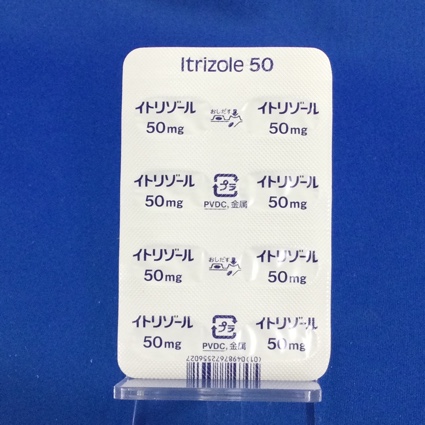 Itrizole 50
イトリゾール おしだす イトリゾール
50mg 50mg
イトリゾール プラ イトリゾール
50mg PVDC, 金属 50mg
イトリゾール おしだす イトリゾール
50mg 50mg
イトリゾール プラ イトリゾール
50mg PVDC, 金属 50mg
(01)04987672556027